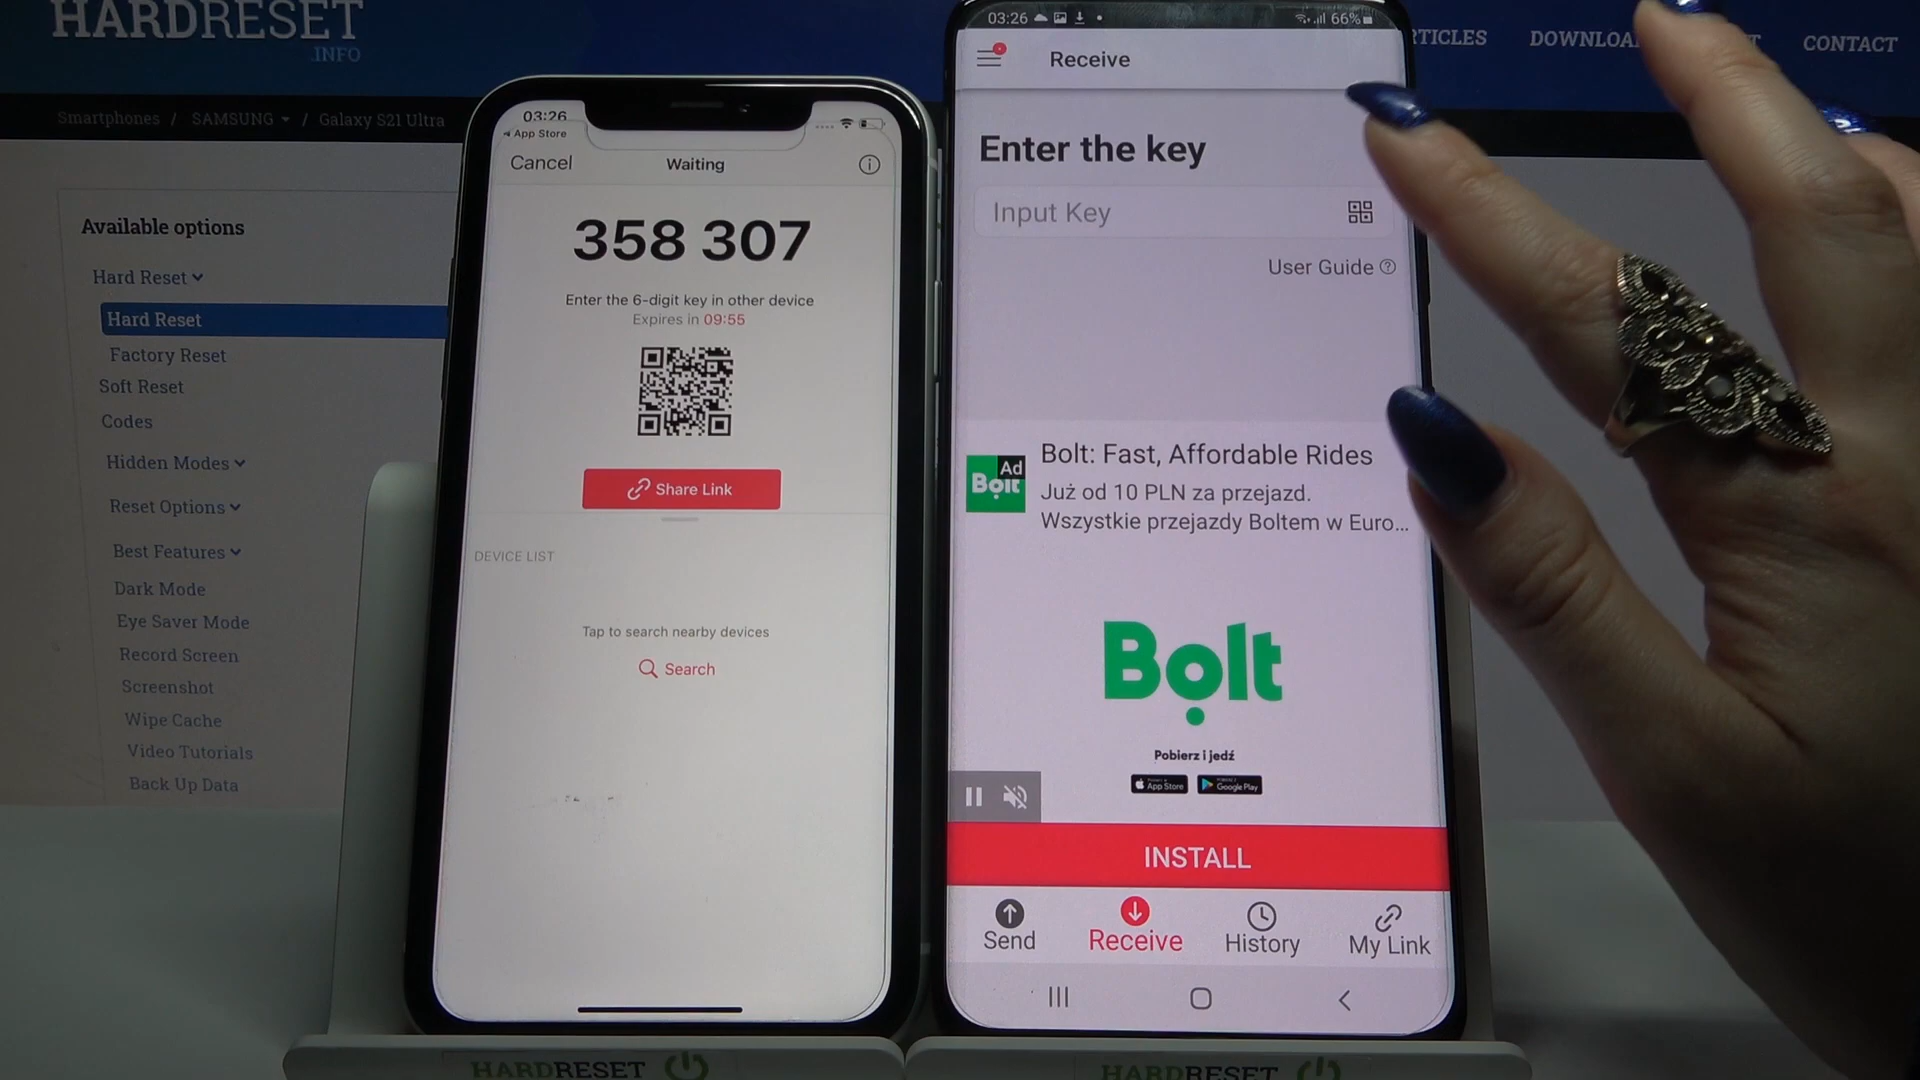 HARDRESET
.INFO
DOWNLOA
CONTACT
Smartphones / SAMSUNG / Galaxy S21 Ultra
Available options
Hard Reset
Hard Reset
Factory Reset
Soft Reset
Codes
Hidden Modes
Reset Options
Best Features
Dark Mode
Eye Saver Mode
Record Screen
Screenshot
Wipe Cache
Video Tutorials
Back Up Data
03:26
App Store
Cancel
Waiting
358 307
Enter the 6-digit key in other device
Expires in 09:55
Share Link
DEVICE LIST
Tap to search nearby devices
Search
03:26
66%
Receive
Enter the key
Input Key
User Guide
Ad
Bolt
Bolt: Fast, Affordable Rides
Już od 10 PLN za przejazd.
Wszystkie przejazdy Boltem w Euro...
Bolt
Pobierz i jedź
App Store
Google Play
INSTALL
Send
Receive
History
My Link
HARDRESET
HARDRESET